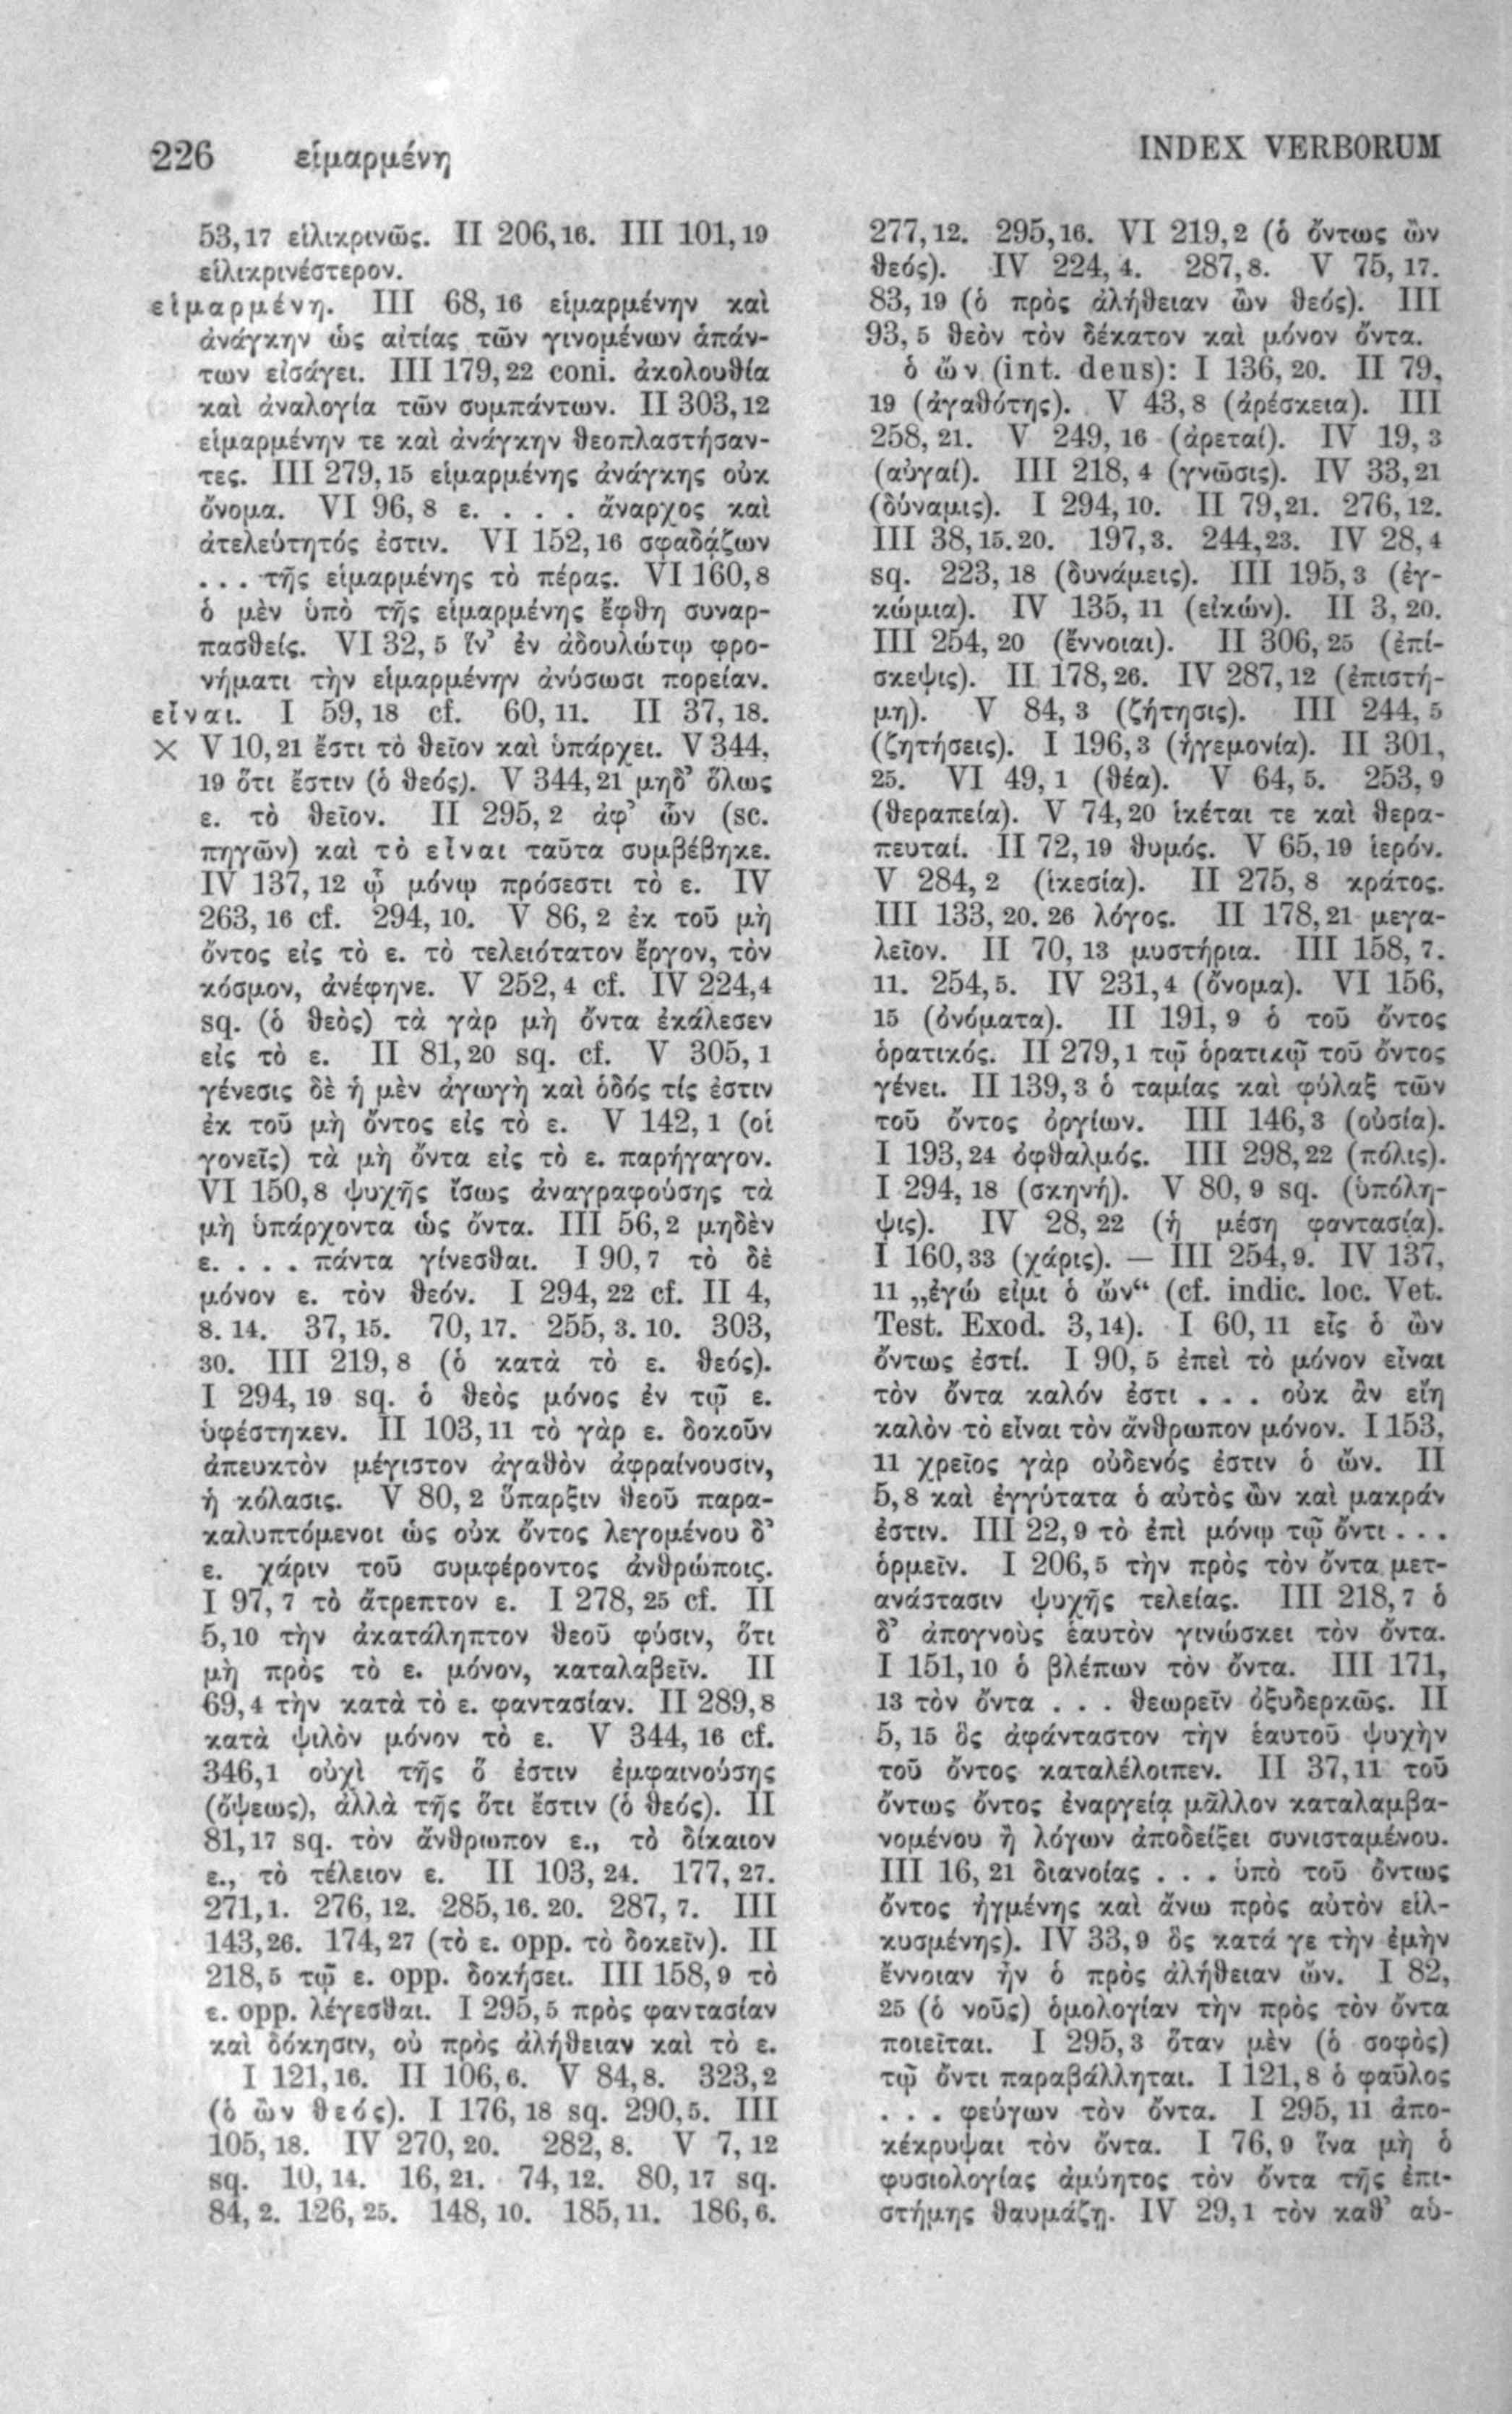 226 εἱμαρμένη
INDEX VERBORUM
53,17 εἰλικρινῶς. II 206,16. III 101,19
εἰλικρινέστερον.
εἱμαρμένη. III 68,16 εἱμαρμένην καὶ
ἀνάγκην ὡς αἰτίας τῶν γινομένων ἁπάν-
των εἰσάγει. III 179,22 coni. ἀκολουθία
καὶ ἀναλογία τῶν συμπάντων. II 303,12
εἱμαρμένην τε καὶ ἀνάγκην θεοπλαστήσαν-
τες. III 279,15 εἱμαρμένης ἀνάγκης οὐκ
ὄνομα. VI 96,8 ε. . . . ἄναρχος καὶ
ἀτελεύτητός ἐστιν. VI 152,16 σφαδᾴζων
. . . τῆς εἱμαρμένης τὸ πέρας. VI 160,8
ὁ μὲν ὑπὸ τῆς εἱμαρμένης ἔφθη συναρ-
πασθείς. VI 32,5 ἵν’ ἐν ἀδουλώτῳ φρο-
νήματι τὴν εἱμαρμένην ἀνύσωσι πορείαν.
εἶναι. I 59,18 cf. 60,11. II 37,18.
X V 10,21 ἔστι τὸ θεῖον καὶ ὑπάρχει. V 344,
19 ὅτι ἔστιν (ὁ θεός). V 344,21 μηδ’ ὅλως
ε. τὸ θεῖον. II 295,2 ἀφ’ ὧν (sc.
πηγῶν) καὶ τὸ εἶναι ταῦτα συμβέβηκε.
IV 137,12 ᾧ μόνῳ πρόσεστι τὸ ε. IV
263,16 cf. 294,10. V 86,2 ἐκ τοῦ μὴ
ὄντος εἰς τὸ ε. τὸ τελειότατον ἔργον, τὸν
κόσμον, ἀνέφηνε. V 252,4 cf. IV 224,4
sq. (ὁ θεὸς) τὰ γὰρ μὴ ὄντα ἐκάλεσεν
εἰς τὸ ε. II 81,20 sq. cf. V 305,1
γένεσις δὲ ἡ μὲν ἀγωγὴ καὶ ὁδός τίς ἐστιν
ἐκ τοῦ μὴ ὄντος εἰς τὸ ε. V 142,1 (οἱ
γονεῖς) τὰ μὴ ὄντα εἰς τὸ ε. παρήγαγον.
VI 150,8 ψυχῆς ἴσως ἀναγραφούσης τὰ
μὴ ὑπάρχοντα ὡς ὄντα. III 56,2 μηδὲν
ε. . . . πάντα γίνεσθαι. I 90,7 τὸ δὲ
μόνον ε. τὸν θεόν. I 294,22 cf. II 4,
8. 14. 37,15. 70,17. 255,3. 10. 303,
30. III 219,8 (ὁ κατὰ τὸ ε. θεός).
I 294,19 sq. ὁ θεὸς μόνος ἐν τῷ ε.
ὑφέστηκεν. II 103,11 τὸ γὰρ ε. δοκοῦν
ἀπευκτὸν μέγιστον ἀγαθὸν ἀφραίνουσιν,
ἡ κόλασις. V 80,2 ὕπαρξιν θεοῦ παρα-
καλυπτόμενοι ὡς οὐκ ὄντος λεγομένου δ’
ε. χάριν τοῦ συμφέροντος ἀνθρώποις.
I 97,7 τὸ ἄτρεπτον ε. I 278,25 cf. II
5,10 τὴν ἀκατάληπτον θεοῦ φύσιν, ὅτι
μὴ πρὸς τὸ ε. μόνον, καταλαβεῖν. II
69,4 τὴν κατὰ τὸ ε. φαντασίαν. II 289,8
κατὰ ψιλὸν μόνον τὸ ε. V 344,16 cf.
346,1 οὐχὶ τῆς ὅ ἐστιν ἐμφαινούσης
(ὄψεως), ἀλλὰ τῆς ὅτι ἔστιν (ὁ θεός). II
81,17 sq. τὸν ἄνθρωπον ε., τὸ δίκαιον
ε., τὸ τέλειον ε. II 103,24. 177,27.
271,1. 276,12. 285,16. 20. 287,7. III
143,26. 174,27 (τὸ ε. opp. τὸ δοκεῖν). II
218,5 τῷ ε. opp. δοκήσει. III 158,9 τὸ
ε. opp. λέγεσθαι. I 295,5 πρὸς φαντασίαν
καὶ δόκησιν, οὐ πρὸς ἀλήθειαν καὶ τὸ ε.
I 121,16. II 106,6. V 84,8. 323,2
(ὁ ὢν θεός). I 176,18 sq. 290,5. III
105,18. IV 270,20. 282,8. V 7,12
sq. 10,14. 16,21. 74,12. 80,17 sq.
84,2. 126,25. 148,10. 185,11. 186,6.
277,12. 295,16. VI 219,2 (ὁ ὄντως ὢν
θεός). IV 224,4. 287,8. V 75,17.
83,19 (ὁ πρὸς ἀλήθειαν ὢν θεός). III
93,5 θεὸν τὸν δέκατον καὶ μόνον ὄντα.
ὁ ὤν (int. deus): I 136,20. II 79,
19 (ἀγαθότης). V 43,8 (ἀρέσκεια). III
258,21. V 249,16 (ἀρεταί). IV 19,3
(αὐγαί). III 218,4 (γνῶσις). IV 33,21
(δύναμις). I 294,10. II 79,21. 276,12.
III 38,15. 20. 197,3. 244,23. IV 28,4
sq. 223,18 (δυνάμεις). III 195,3 (ἐγ-
κώμια). IV 135,11 (εἰκών). II 3,20.
III 254,20 (ἔννοιαι). II 306,25 (ἐπί-
σκεψις). II 178,26. IV 287,12 (ἐπιστή-
μη). V 84,3 (ζήτησις). III 244,5
(ζητήσεις). I 196,3 (ἡγεμονία). II 301,
25. VI 49,1 (θέα). V 64,5. 253,9
(θεραπεία). V 74,20 ἱκέται τε καὶ θερα-
πευταί. II 72,19 θυμός. V 65,19 ἱερόν.
V 284,2 (ἱκεσία). II 275,8 κράτος.
III 133,20. 26 λόγος. II 178,21 μεγα-
λεῖον. II 70,13 μυστήρια. III 158,7.
11. 254,5. IV 231,4 (ὄνομα). VI 156,
15 (ὀνόματα). II 191,9 ὁ τοῦ ὄντος
ὁρατικός. II 279,1 τῷ ὁρατικῷ τοῦ ὄντος
γένει. II 139,3 ὁ ταμίας καὶ φύλαξ τῶν
τοῦ ὄντος ὀργίων. III 146,3 (οὐσία).
I 193,24 ὀφθαλμός. III 298,22 (πόλις).
I 294,18 (σκηνή). V 80,9 sq. (ὑπόλη-
ψις). IV 28,22 (ἡ μέση φαντασία).
I 160,33 (χάρις). — III 254,9. IV 137,
11 „ἐγώ εἰμι ὁ ὤν“ (cf. indic. loc. Vet.
Test. Exod. 3,14). I 60,11 εἷς ὁ ὢν
ὄντως ἐστί. I 90,5 ἐπεὶ τὸ μόνον εἶναι
τὸν ὄντα καλόν ἐστι . . . οὐκ ἂν εἴη
καλὸν τὸ εἶναι τὸν ἄνθρωπον μόνον. I 153,
11 χρεῖος γὰρ οὐδενός ἐστιν ὁ ὤν. II
5,8 καὶ ἐγγύτατα ὁ αὐτὸς ὢν καὶ μακράν
ἐστιν. III 22,9 τὸ ἐπὶ μόνῳ τῷ ὄντι . . .
ὁρμεῖν. I 206,5 τὴν πρὸς τὸν ὄντα μετ-
ανάστασιν ψυχῆς τελείας. III 218,7 ὁ
δ’ ἀπογνοὺς ἑαυτὸν γινώσκει τὸν ὄντα.
I 151,10 ὁ βλέπων τὸν ὄντα. III 171,
13 τὸν ὄντα . . . θεωρεῖν ὀξυδερκῶς. II
5,15 ὃς ἀφάνταστον τὴν ἑαυτοῦ ψυχὴν
τοῦ ὄντος καταλέλοιπεν. II 37,11 τοῦ
ὄντως ὄντος ἐναργείᾳ μᾶλλον καταλαμβα-
νομένου ἢ λόγων ἀποδείξει συνισταμένου.
III 16,21 διανοίας . . . ὑπὸ τοῦ ὄντως
ὄντος ἠγμένης καὶ ἄνω πρὸς αὐτὸν εἱλ-
κυσμένης). IV 33,9 ὃς κατά γε τὴν ἐμὴν
ἔννοιαν ἦν ὁ πρὸς ἀλήθειαν ὤν. I 82,
25 (ὁ νοῦς) ὁμολογίαν τὴν πρὸς τὸν ὄντα
ποιεῖται. I 295,3 ὅταν μὲν (ὁ σοφὸς)
τῷ ὄντι παραβάλληται. I 121,8 ὁ φαῦλος
. . . φεύγων τὸν ὄντα. I 295,11 ἀπο-
κέκρυψαι τὸν ὄντα. I 76,9 ἵνα μὴ ὁ
φυσιολογίας ἀμύητος τὸν ὄντα τῆς ἐπι-
στήμης θαυμάζῃ. IV 29,1 τὸν καθ’ αὑ-